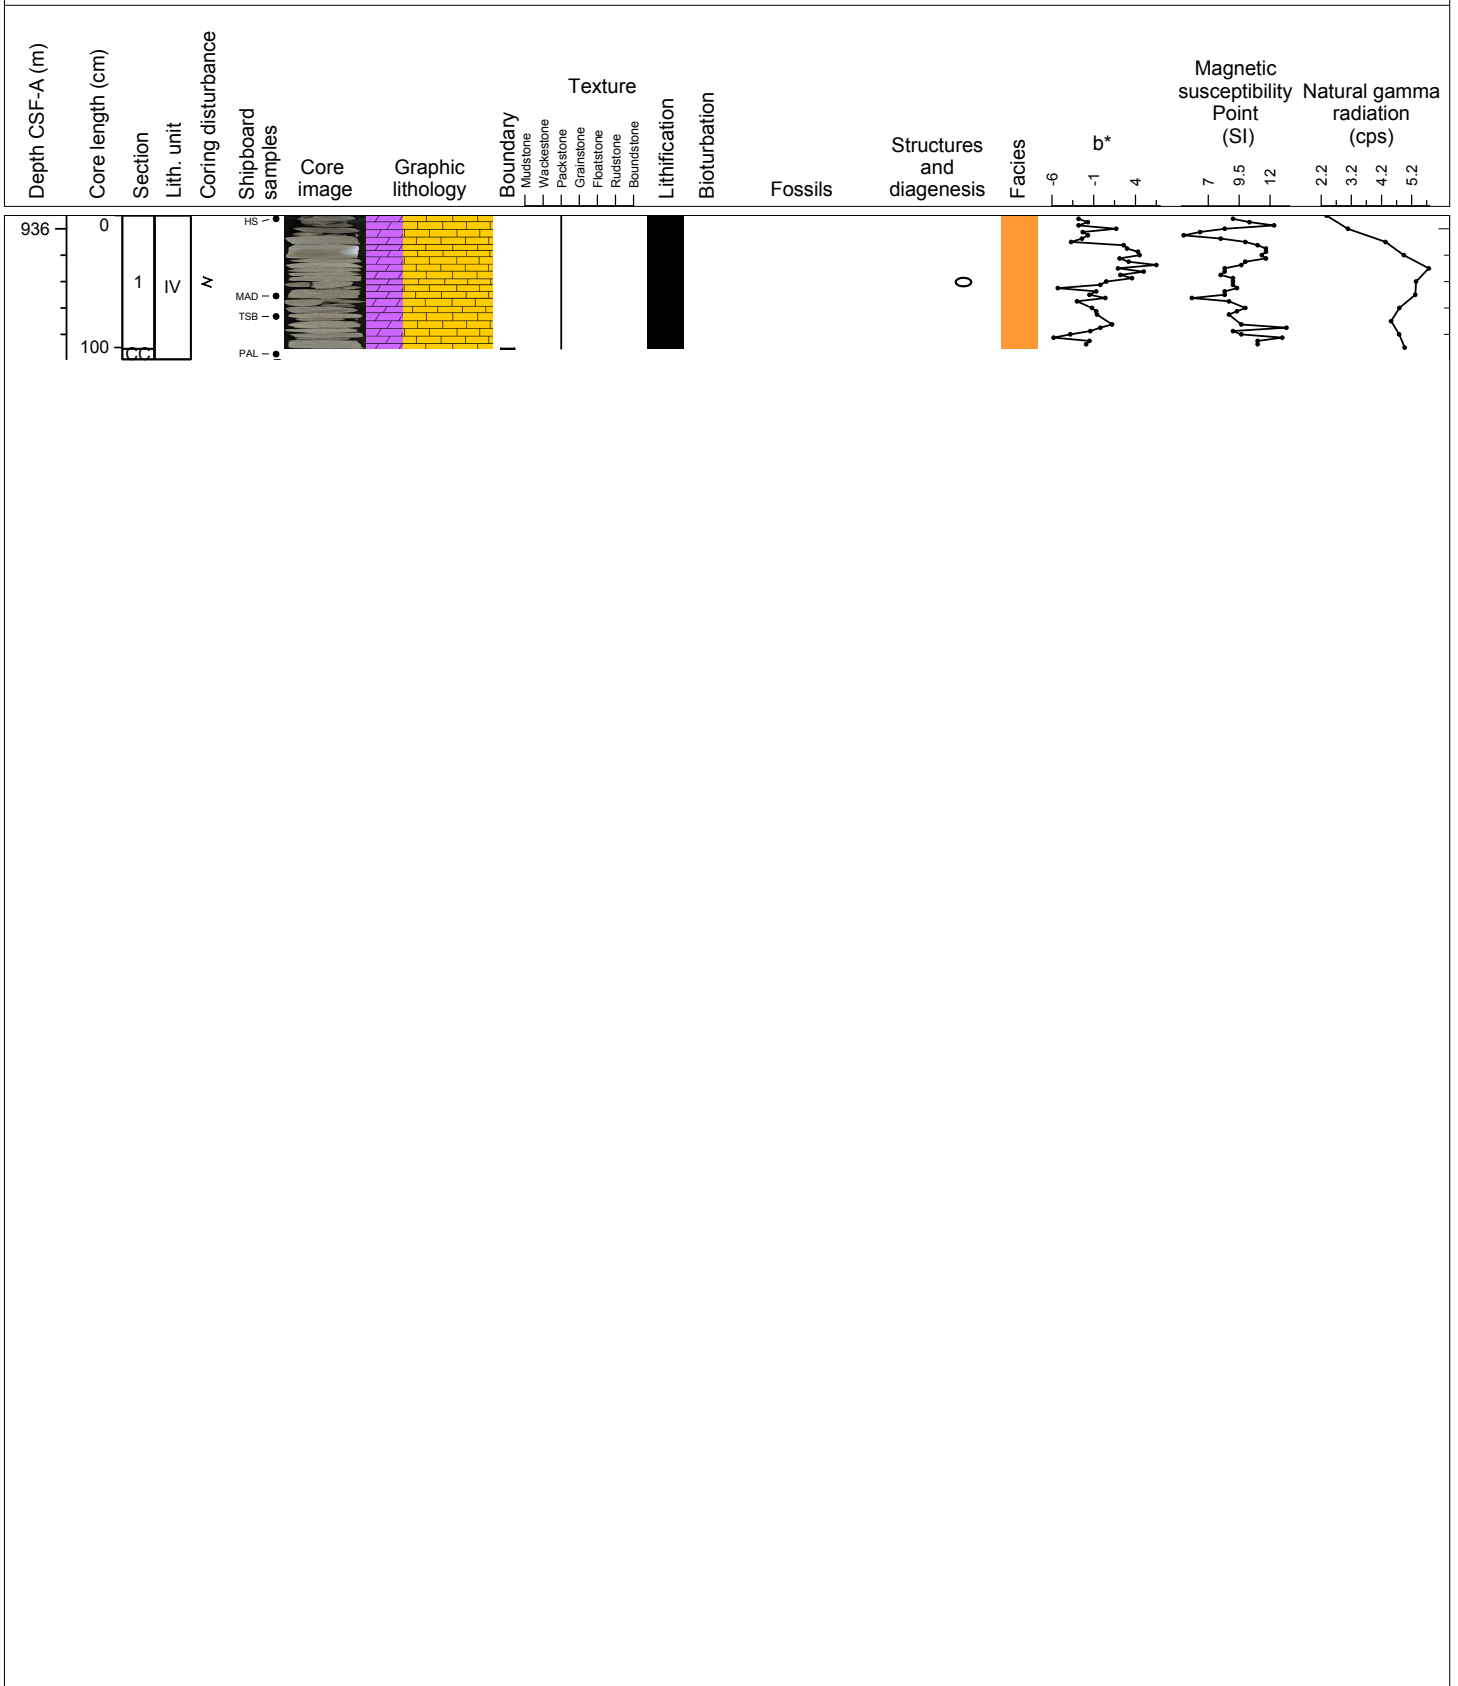 Depth CSF-A (m)
Core length (cm)
Section
Lith. unit
Coring disturbance
Shipboard
samples
Core
image
Graphic
lithology
Boundary
Texture
Mudstone
Wackestone
Packstone
Grainstone
Floatstone
Rudstone
Boundstone
Lithification
Bioturbation
Fossils
Structures
and
diagenesis
Facies
b*
-6
-1
4
Magnetic
susceptibility
Point
(SI)
7
9.5
12
Natural gamma
radiation
(cps)
2.2
3.2
4.2
5.2
936
0
100
1
CC
IV
HS
MAD
TSB
PAL